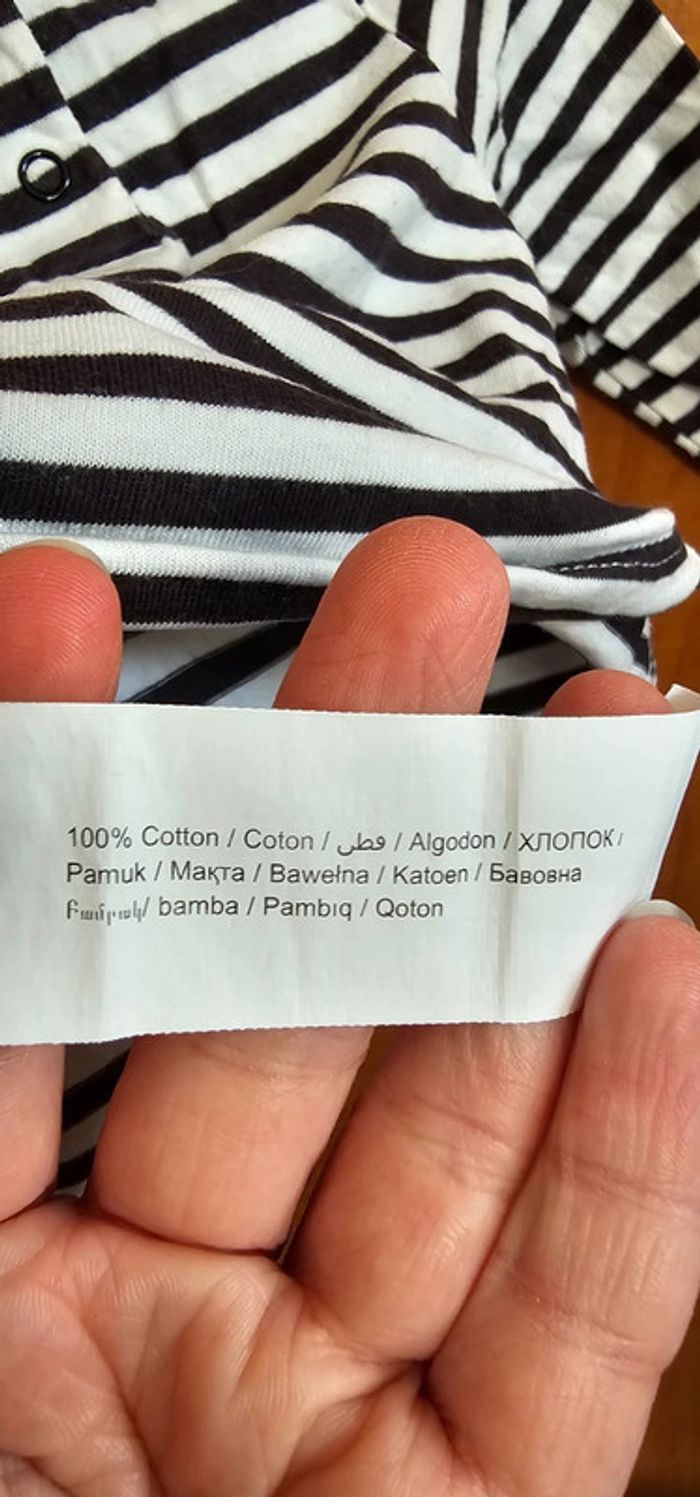 100% Cotton / Coton / قطن / Algodon / ХЛОПОК /
Pamuk / Мақта / Bawełna / Katoen / Бавовна
Բամբակ/ bamba / Pambıq / Qoton